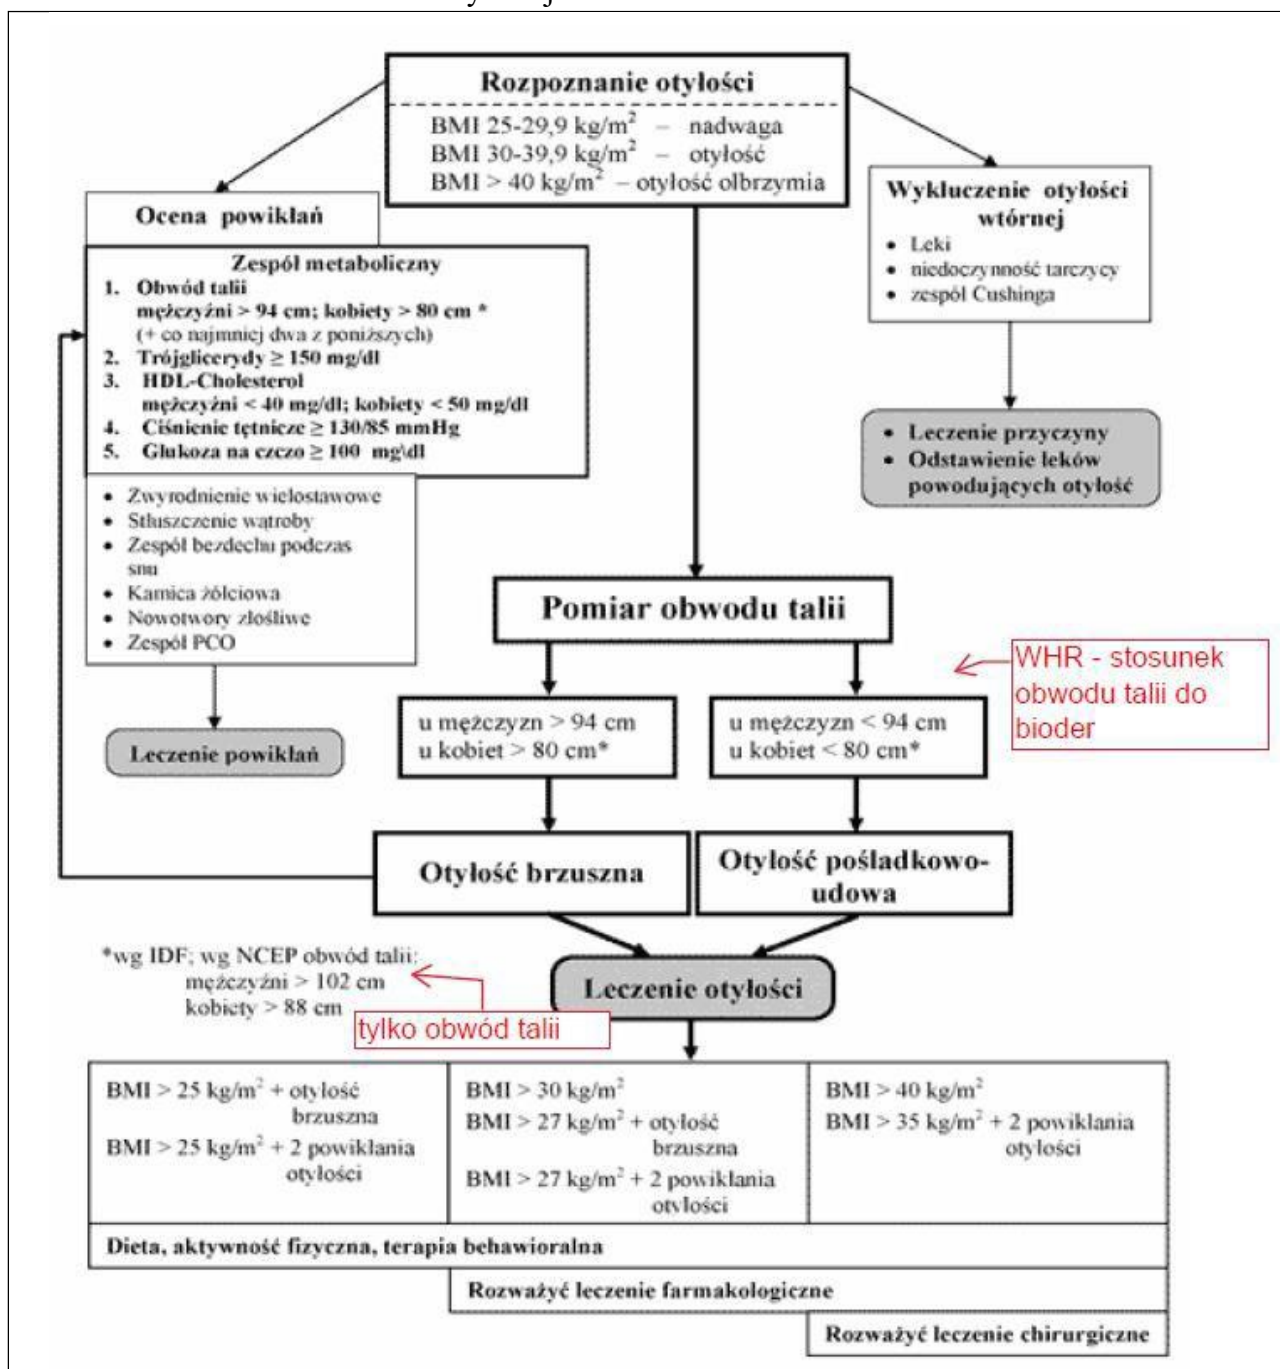 Rozpoznanie otyłości
BMI 25-29,9 kg/m² – nadwaga
BMI 30-39,9 kg/m² – otyłość
BMI > 40 kg/m² – otyłość olbrzymia
Ocena powikłań
Zespół metaboliczny
1. Obwód talii
mężczyźni > 94 cm; kobiety > 80 cm *
(+ co najmniej dwa z poniższych)
2. Trójglicerydy ≥ 150 mg/dl
3. HDL-Cholesterol
mężczyźni < 40 mg/dl; kobiety < 50 mg/dl
4. Ciśnienie tętnicze ≥ 130/85 mmHg
5. Glukoza na czczo ≥ 100 mg\dl
• Zwyrodnienie wielostawowe
• Stłuszczenie wątroby
• Zespół bezdechu podczas
snu
• Kamica żółciowa
• Nowotwory złośliwe
• Zespół PCO
Leczenie powikłań
Wykluczenie otyłości
wtórnej
• Leki
• niedoczynność tarczycy
• zespół Cushinga
• Leczenie przyczyny
• Odstawienie leków
powodujących otyłość
Pomiar obwodu talii
WHR - stosunek
obwodu talii do
bioder
u mężczyzn > 94 cm
u kobiet > 80 cm*
u mężczyzn < 94 cm
u kobiet < 80 cm*
Otyłość brzuszna
Otyłość pośladkowo-
udowa
*wg IDF; wg NCEP obwód talii:
mężczyźni > 102 cm
kobiety > 88 cm
tylko obwód talii
Leczenie otyłości
BMI > 25 kg/m² + otyłość
brzuszna
BMI > 25 kg/m² + 2 powikłania
otyłości
BMI > 30 kg/m²
BMI > 27 kg/m² + otyłość
brzuszna
BMI > 27 kg/m² + 2 powikłania
otyłości
BMI > 40 kg/m²
BMI > 35 kg/m² + 2 powikłania
otyłości
Dieta, aktywność fizyczna, terapia behawioralna
Rozważyć leczenie farmakologiczne
Rozważyć leczenie chirurgiczne